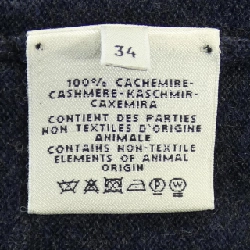 34
100% CACHEMIRE-
CASHMERE-KASCHMIR-
CAXEMIRA
CONTIENT DES PARTIES
NON TEXTILES D'ORIGINE
ANIMALE
CONTAINS NON-TEXTILE
ELEMENTS OF ANIMAL
ORIGIN
P W